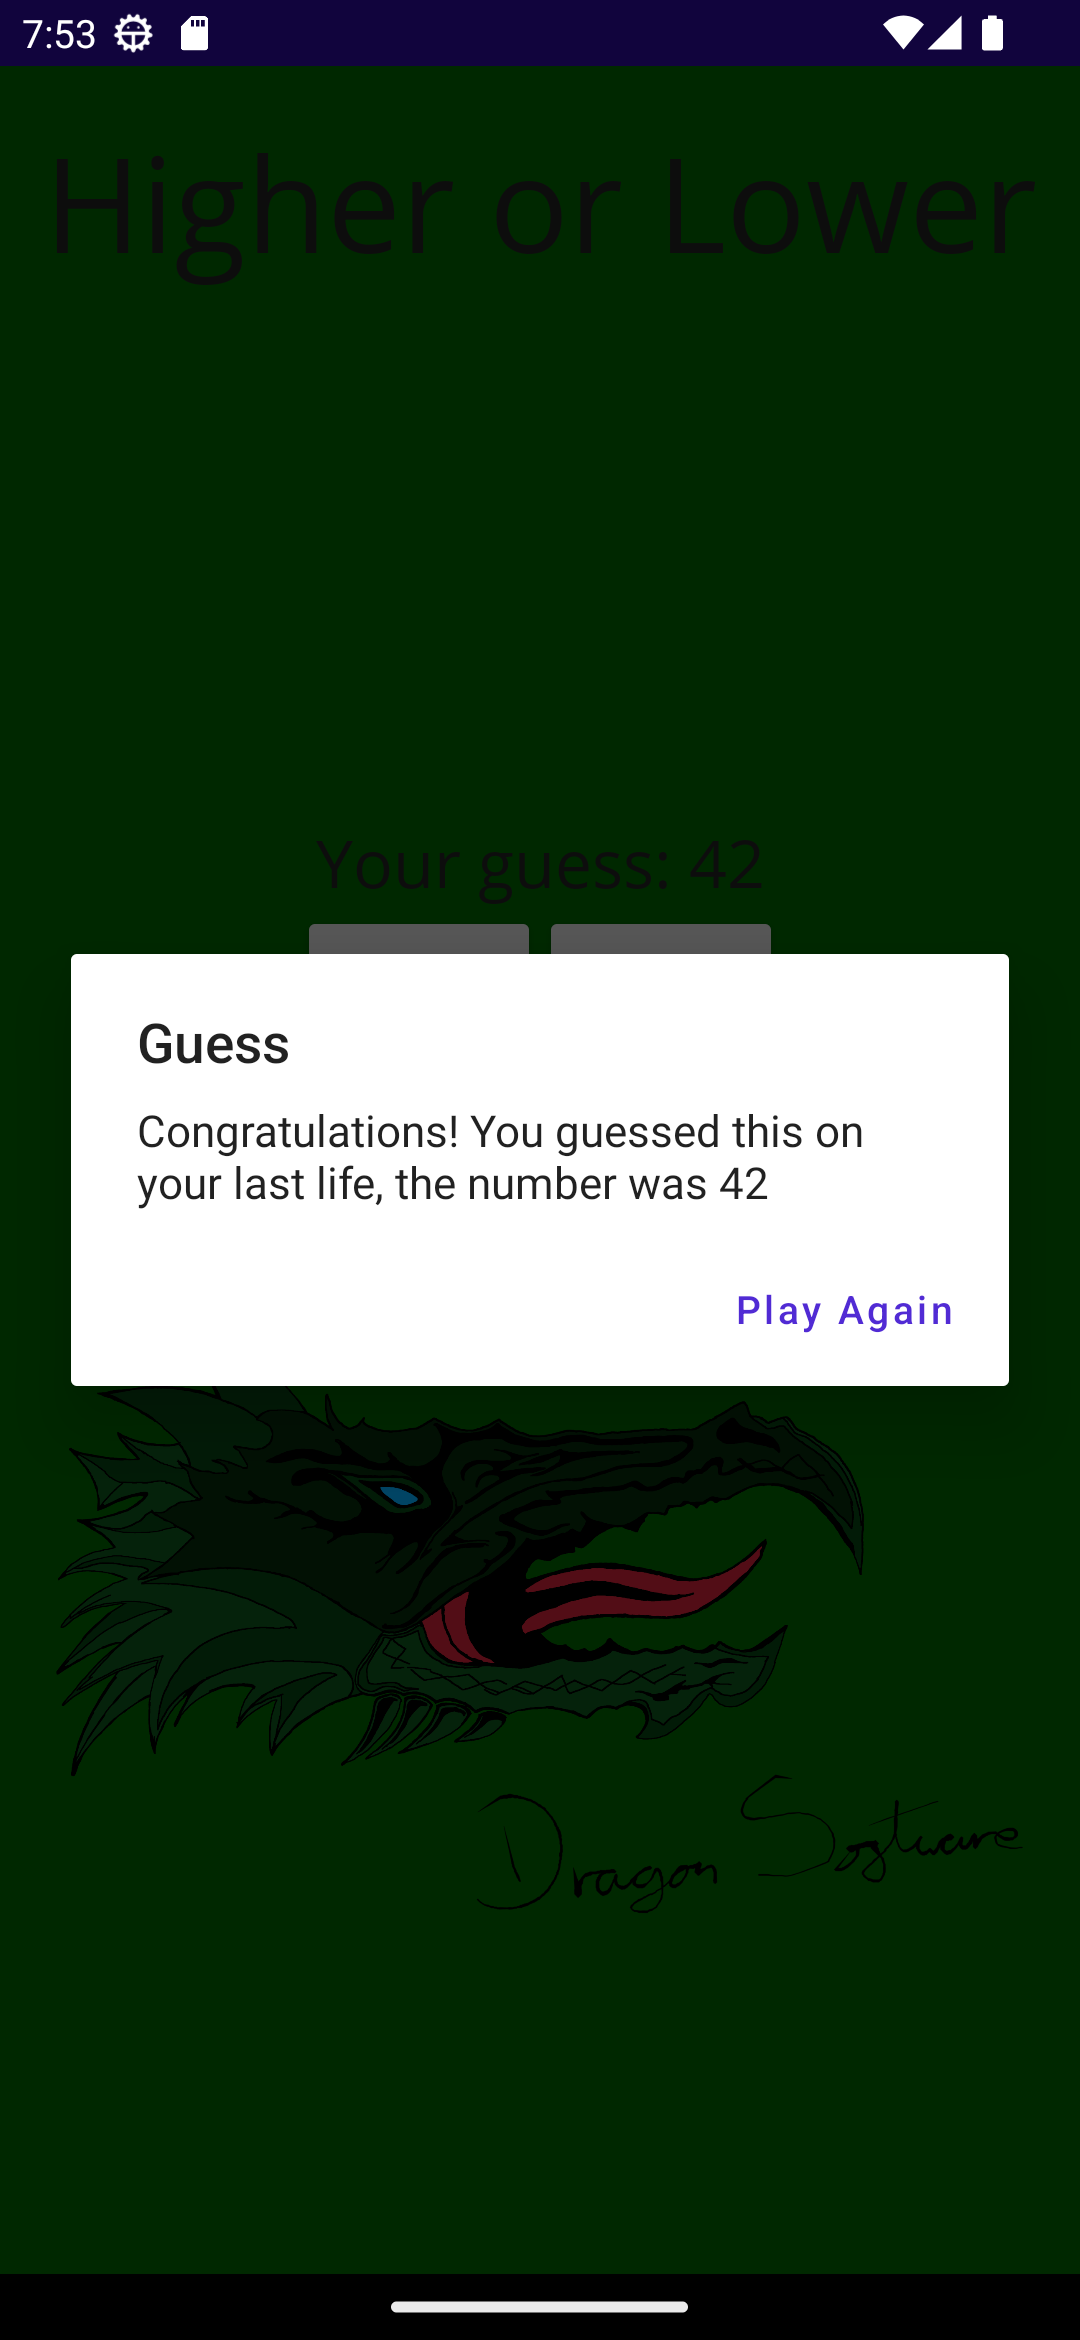 7:53
Higher or Lower
Your guess: 42
Guess
Congratulations! You guessed this on
your last life, the number was 42
Play Again
Dragon Software